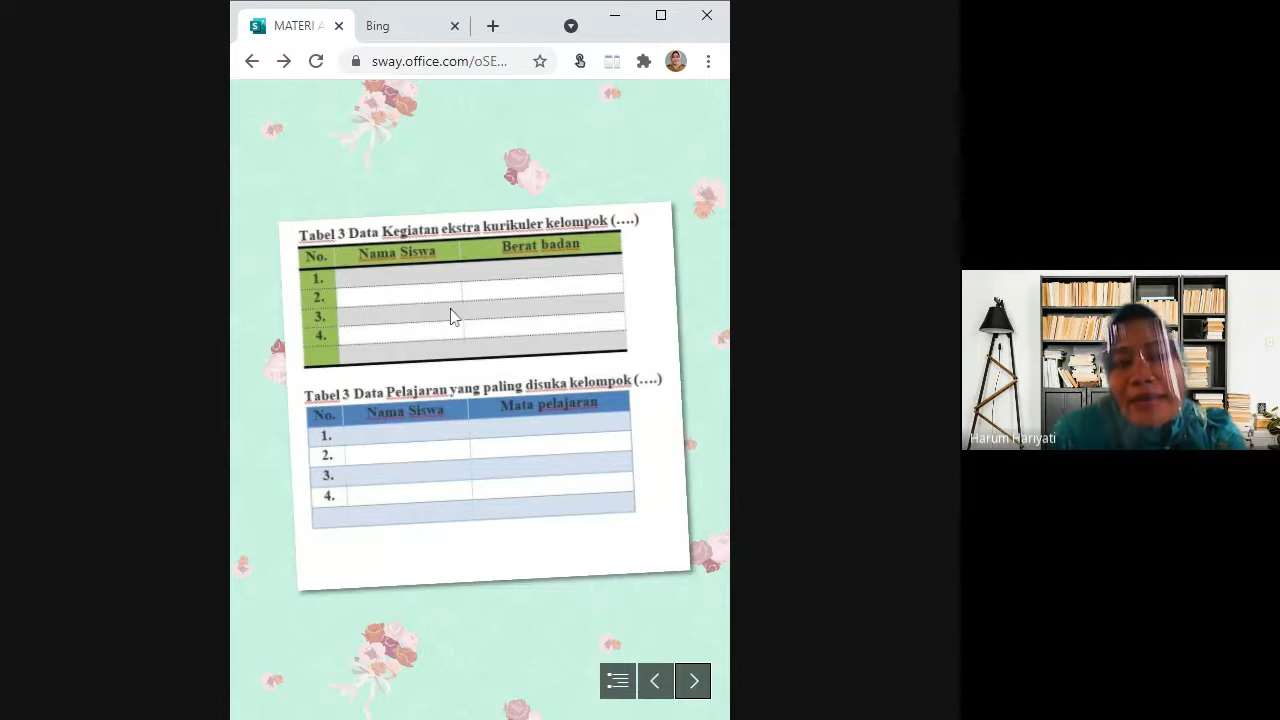 MATERI A
Bing
sway.office.com/oSE...
Tabel 3 Data Kegiatan ekstra kurikuler kelompok (….)
No. Nama Siswa Berat badan
1.
2.
3.
4.
Tabel 3 Data Pelajaran yang paling disuka kelompok (….)
No. Nama Siswa Mata pelajaran
1.
2.
3.
4.
Harum Hariyati